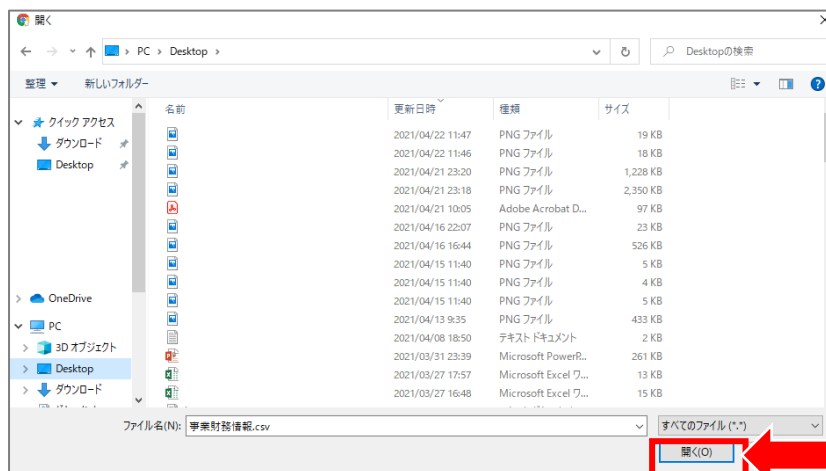 開く
PC › Desktop ›
Desktopの検索
整理 新しいフォルダー
名前 更新日時 種類 サイズ
クイック アクセス
ダウンロード
Desktop
OneDrive
PC
3D オブジェクト
Desktop
ダウンロード
2021/04/22 11:47 PNG ファイル 19 KB
2021/04/22 11:46 PNG ファイル 18 KB
2021/04/21 23:20 PNG ファイル 1,228 KB
2021/04/21 23:18 PNG ファイル 2,350 KB
2021/04/21 10:05 Adobe Acrobat D... 97 KB
2021/04/16 22:07 PNG ファイル 23 KB
2021/04/16 16:44 PNG ファイル 526 KB
2021/04/15 11:40 PNG ファイル 5 KB
2021/04/15 11:40 PNG ファイル 4 KB
2021/04/15 11:40 PNG ファイル 5 KB
2021/04/13 9:35 PNG ファイル 433 KB
2021/04/08 18:50 テキスト ドキュメント 2 KB
2021/03/31 23:39 Microsoft PowerP... 261 KB
2021/03/27 17:57 Microsoft Excel ワ... 13 KB
2021/03/27 16:48 Microsoft Excel ワ... 15 KB
ファイル名(N): 事業財務情報.csv
すべてのファイル (*.*)
開く(O)